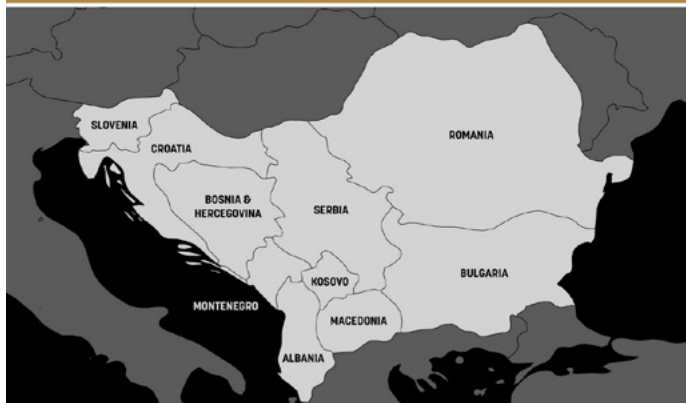 SLOVENIA
CROATIA
ROMANIA
BOSNIA &
HERCEGOVINA
SERBIA
KOSOVO
BULGARIA
MONTENEGRO
MACEDONIA
ALBANIA